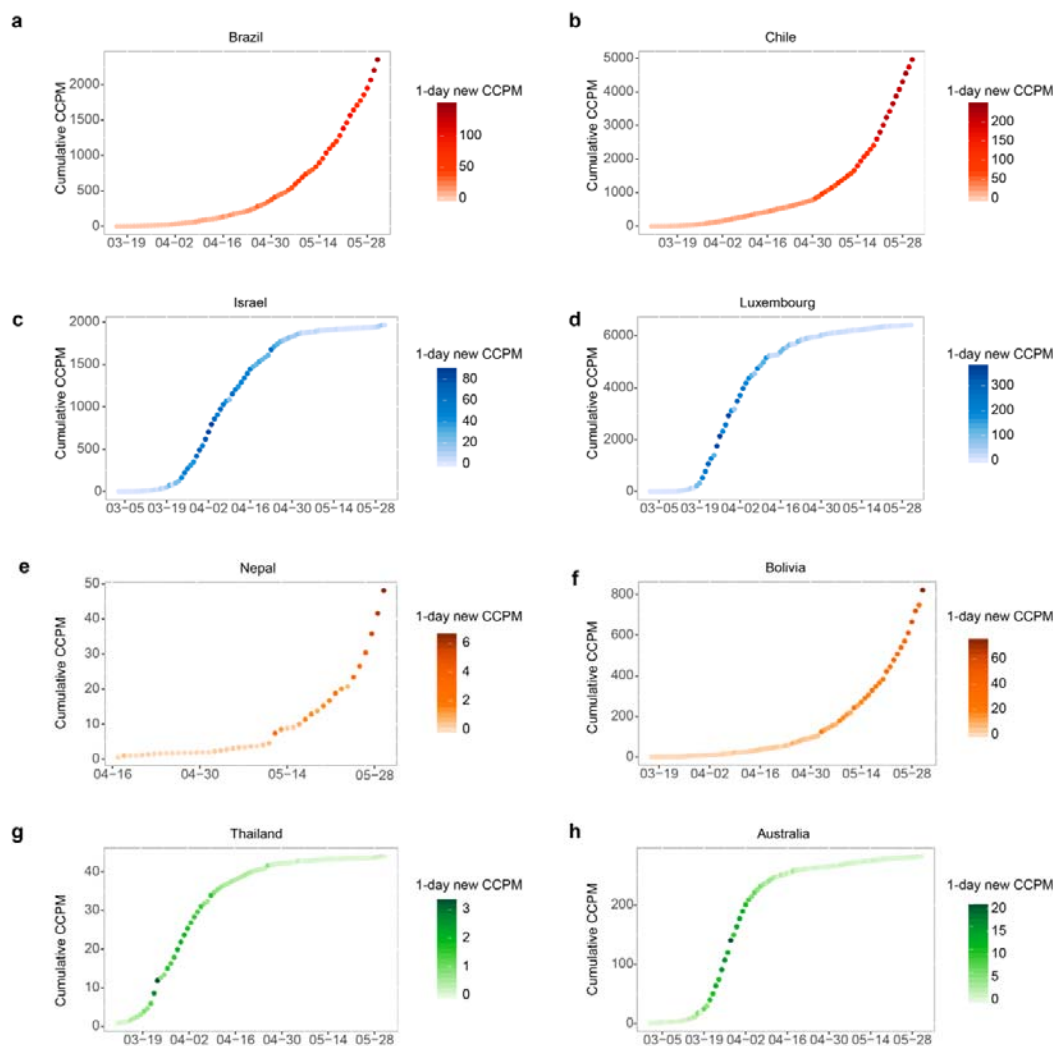 a
Brazil
Cumulative CCPM
2000
1500
1000
500
0
03−19 04−02 04−16 04−30 05−14 05−28
1-day new CCPM
100
50
0
b
Chile
Cumulative CCPM
5000
4000
3000
2000
1000
0
03−19 04−02 04−16 04−30 05−14 05−28
1-day new CCPM
200
150
100
50
0
c
Israel
Cumulative CCPM
2000
1500
1000
500
0
03−05 03−19 04−02 04−16 04−30 05−14 05−28
1-day new CCPM
80
60
40
20
0
d
Luxembourg
Cumulative CCPM
6000
4000
2000
0
03−05 03−19 04−02 04−16 04−30 05−14 05−28
1-day new CCPM
300
200
100
0
e
Nepal
Cumulative CCPM
50
40
30
20
10
0
04−16 04−30 05−14 05−28
1-day new CCPM
6
4
2
0
f
Bolivia
Cumulative CCPM
800
600
400
200
0
03−19 04−02 04−16 04−30 05−14 05−28
1-day new CCPM
60
40
20
0
g
Thailand
Cumulative CCPM
40
30
20
10
0
03−19 04−02 04−16 04−30 05−14 05−28
1-day new CCPM
3
2
1
0
h
Australia
Cumulative CCPM
200
100
0
03−05 03−19 04−02 04−16 04−30 05−14 05−28
1-day new CCPM
20
15
10
5
0